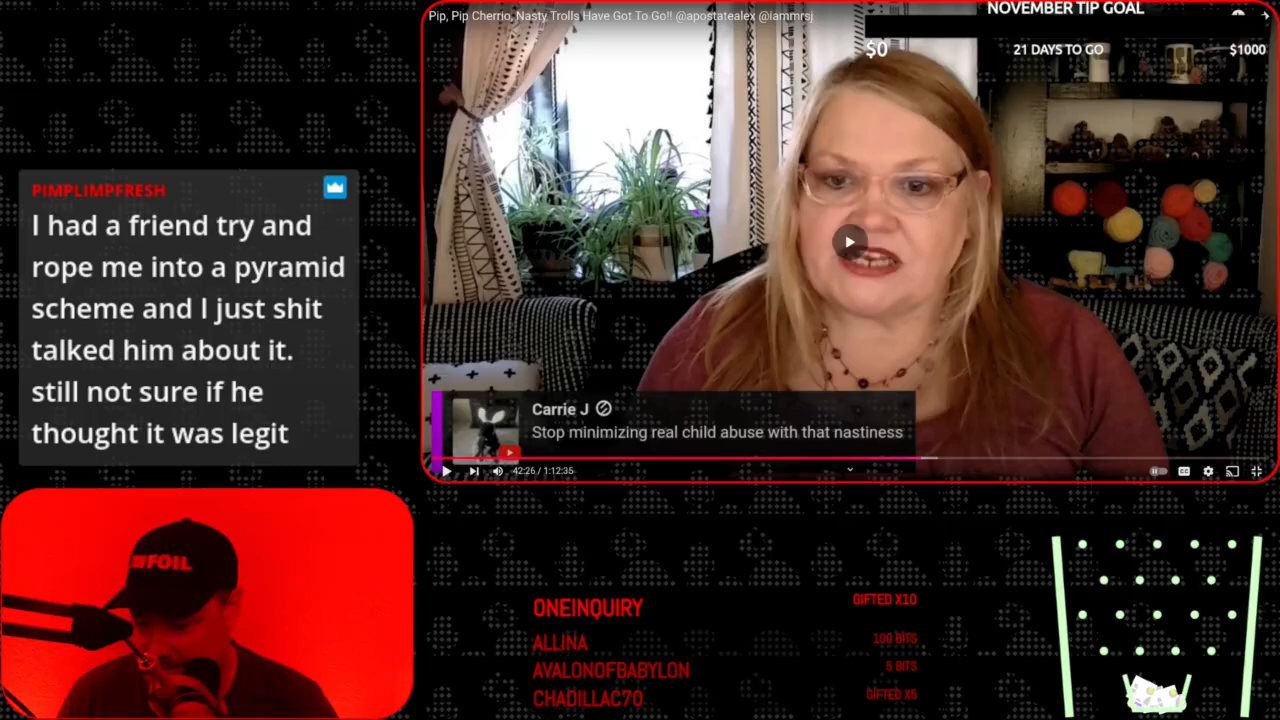 Pip, Pip Cherrio, Nasty Trolls Have Got To Go!! @apostatealex @iammrsj
NOVEMBER TIP GOAL
$0
21 DAYS TO GO
$1000
PIMPLIMPFRESH
I had a friend try and
rope me into a pyramid
scheme and I just shit
talked him about it.
still not sure if he
thought it was legit
Carrie J
Stop minimizing real child abuse with that nastiness
42:26 / 1:12:35
CC
FOIL
ONEINQUIRY
GIFTED X10
ALLINA
100 BITS
AVALONOFBABYLON
5 BITS
CHADILLAC70
GIFTED X5